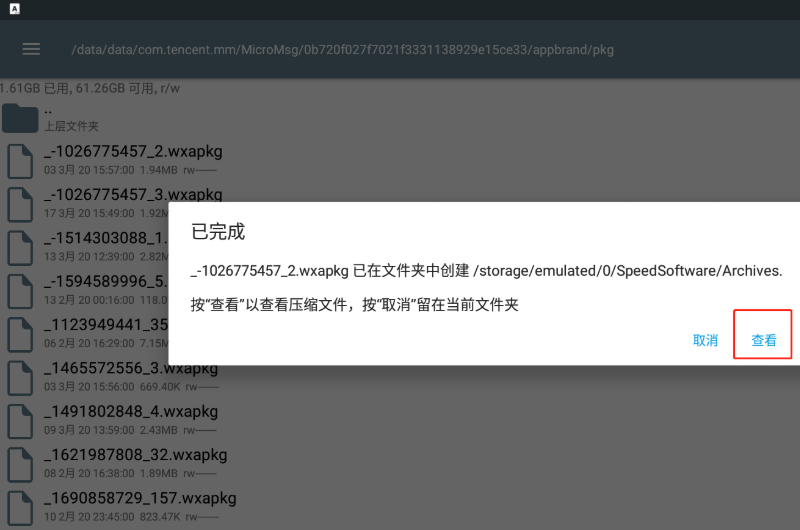 A
/data/data/com.tencent.mm/MicroMsg/0b720f027f7021f3331138929e15ce33/appbrand/pkg
1.61GB 已用, 61.26GB 可用, r/w
..
上层文件夹
_-1026775457_2.wxapkg
03 3月 20 15:57:00 1.94MB rw-------
_-1026775457_3.wxapkg
17 3月 20 15:49:00 1.92M
_-1514303088_1.
13 3月 20 12:39:00 2.82
_-1594589996_5.
13 2月 20 00:16:00 118.0
_1123949441_35
06 2月 20 16:29:00 7.15M
_1465572556_3.wxapkg
03 3月 20 15:56:00 669.40K rw-------
_1491802848_4.wxapkg
09 3月 20 13:59:00 2.43MB rw-------
_1621987808_32.wxapkg
08 2月 20 16:38:00 1.89MB rw-------
_1690858729_157.wxapkg
10 2月 20 23:45:00 823.47K rw-------
已完成
_-1026775457_2.wxapkg 已在文件夹中创建 /storage/emulated/0/SpeedSoftware/Archives.
按“查看”以查看压缩文件，按“取消”留在当前文件夹
取消
查看